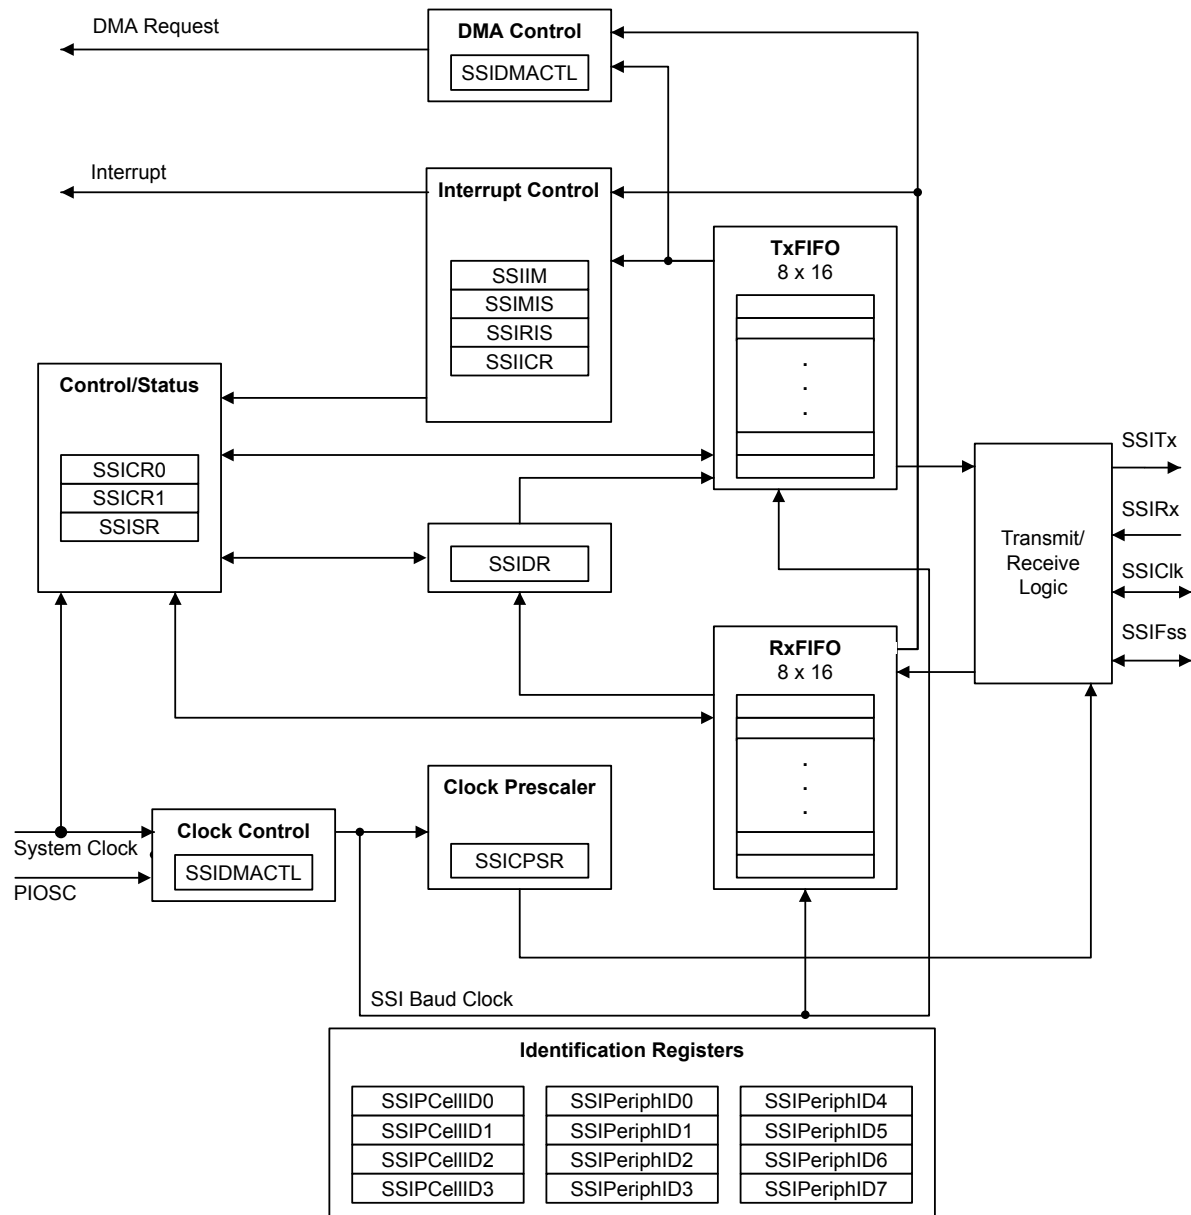 DMA Request
DMA Control
SSIDMACTL
Interrupt
Interrupt Control
SSIIM
SSIMIS
SSIRIS
SSIICR
TxFIFO
8 x 16
.
.
.
Control/Status
SSICR0
SSICR1
SSISR
SSIDR
Transmit/
Receive
Logic
SSITx
SSIRx
SSIClk
SSIFss
RxFIFO
8 x 16
.
.
.
Clock Prescaler
SSICPSR
Clock Control
SSIDMACTL
System Clock
PIOSC
SSI Baud Clock
Identification Registers
SSIPCellID0
SSIPCellID1
SSIPCellID2
SSIPCellID3
SSIPeriphID0
SSIPeriphID1
SSIPeriphID2
SSIPeriphID3
SSIPeriphID4
SSIPeriphID5
SSIPeriphID6
SSIPeriphID7